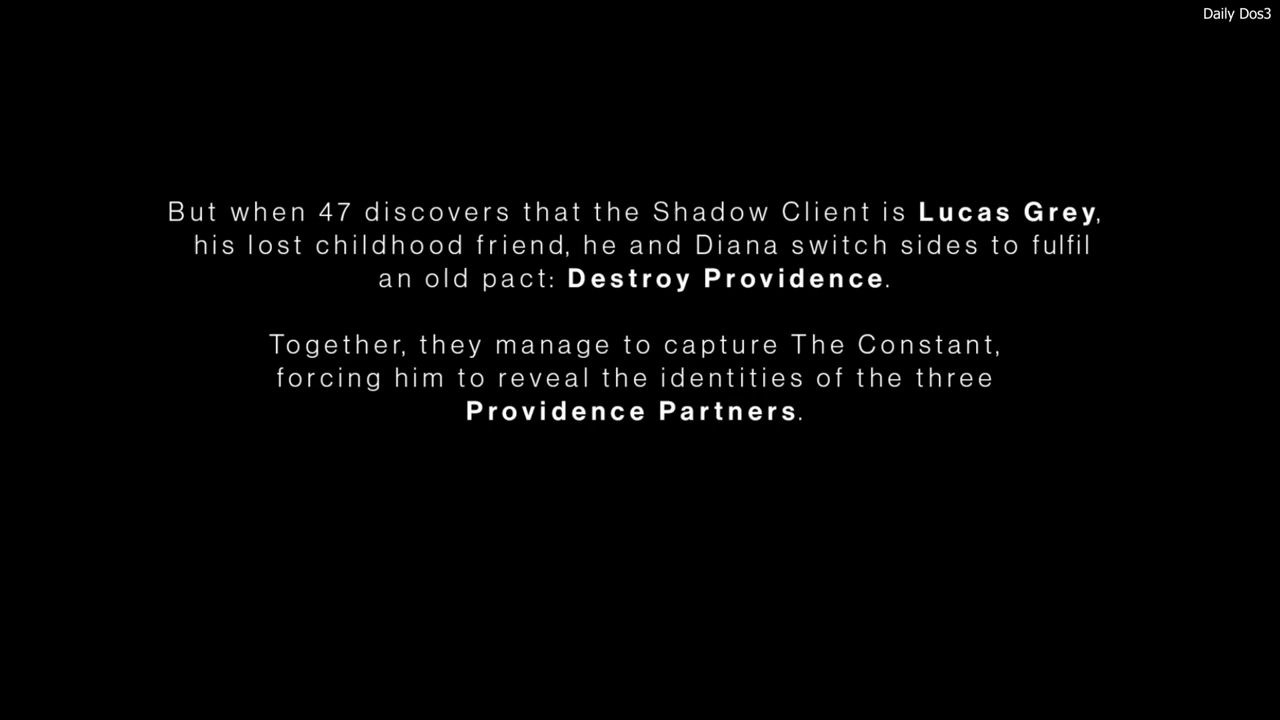 Daily Dos3
But when 47 discovers that the Shadow Client is Lucas Grey,
his lost childhood friend, he and Diana switch sides to fulfil
an old pact: Destroy Providence.
Together, they manage to capture The Constant,
forcing him to reveal the identities of the three
Providence Partners.